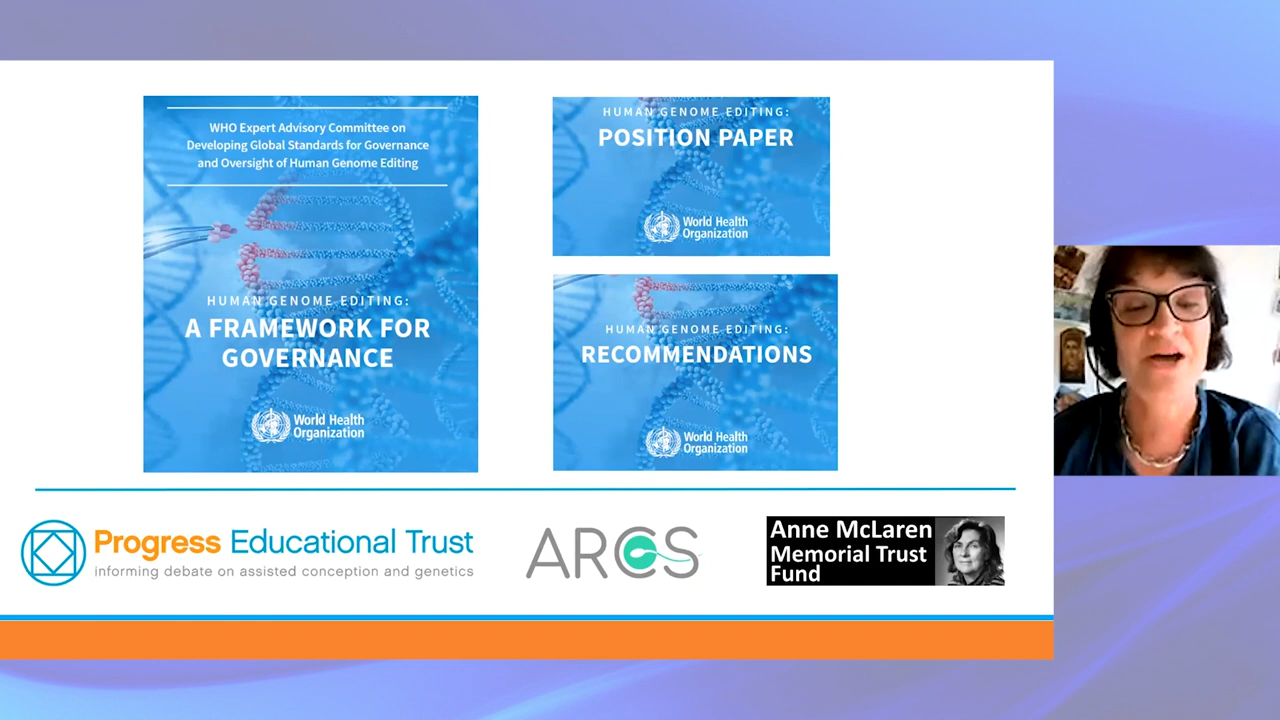 WHO Expert Advisory Committee on
Developing Global Standards for Governance
and Oversight of Human Genome Editing
HUMAN GENOME EDITING:
A FRAMEWORK FOR
GOVERNANCE
World Health
Organization
HUMAN GENOME EDITING:
POSITION PAPER
World Health
Organization
HUMAN GENOME EDITING:
RECOMMENDATIONS
World Health
Organization
Progress Educational Trust
informing debate on assisted conception and genetics
ARCS
Anne McLaren
Memorial Trust
Fund